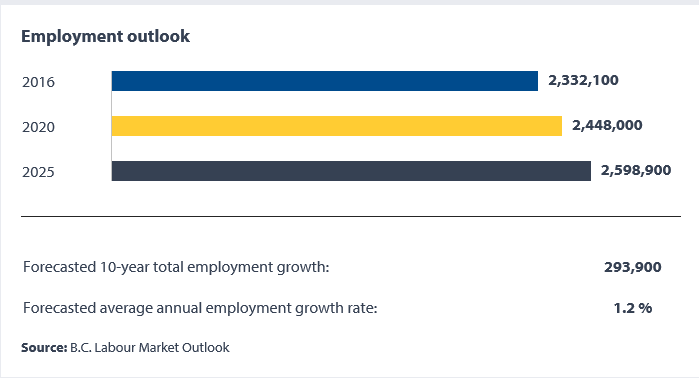 Employment outlook
2016 2,332,100
2020 2,448,000
2025 2,598,900
Forecasted 10-year total employment growth: 293,900
Forecasted average annual employment growth rate: 1.2 %
Source: B.C. Labour Market Outlook